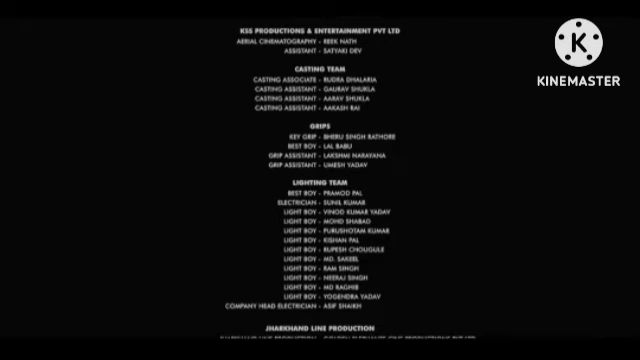 KSS PRODUCTIONS & ENTERTAINMENT PVT LTD
AERIAL CINEMATOGRAPHY - REEK NATH
ASSISTANT - SATYAKI DEV
CASTING TEAM
CASTING ASSOCIATE - RUDRA DHALARIA
CASTING ASSISTANT - GAURAV SHUKLA
CASTING ASSISTANT - AARAV SHUKLA
CASTING ASSISTANT - AAKASH RAI
GRIPS
KEY GRIP - BHERU SINGH RATHORE
BEST BOY - LAL BABU
GRIP ASSISTANT - LAKSHMI NARAYANA
GRIP ASSISTANT - UMESH YADAV
LIGHTING TEAM
BEST BOY - PRAMOD PAL
ELECTRICIAN - SUNIL KUMAR
LIGHT BOY - VINOD KUMAR YADAV
LIGHT BOY - MOHD SHABAD
LIGHT BOY - PURUSHOTAM KUMAR
LIGHT BOY - KISHAN PAL
LIGHT BOY - RUPESH CHOUGULE
LIGHT BOY - MD. SAKEEL
LIGHT BOY - RAM SINGH
LIGHT BOY - NEERAJ SINGH
LIGHT BOY - MD RAGHIB
LIGHT BOY - YOGENDRA YADAV
COMPANY HEAD ELECTRICIAN - ASIF SHAIKH
JHARKHAND LINE PRODUCTION
K
KINEMASTER